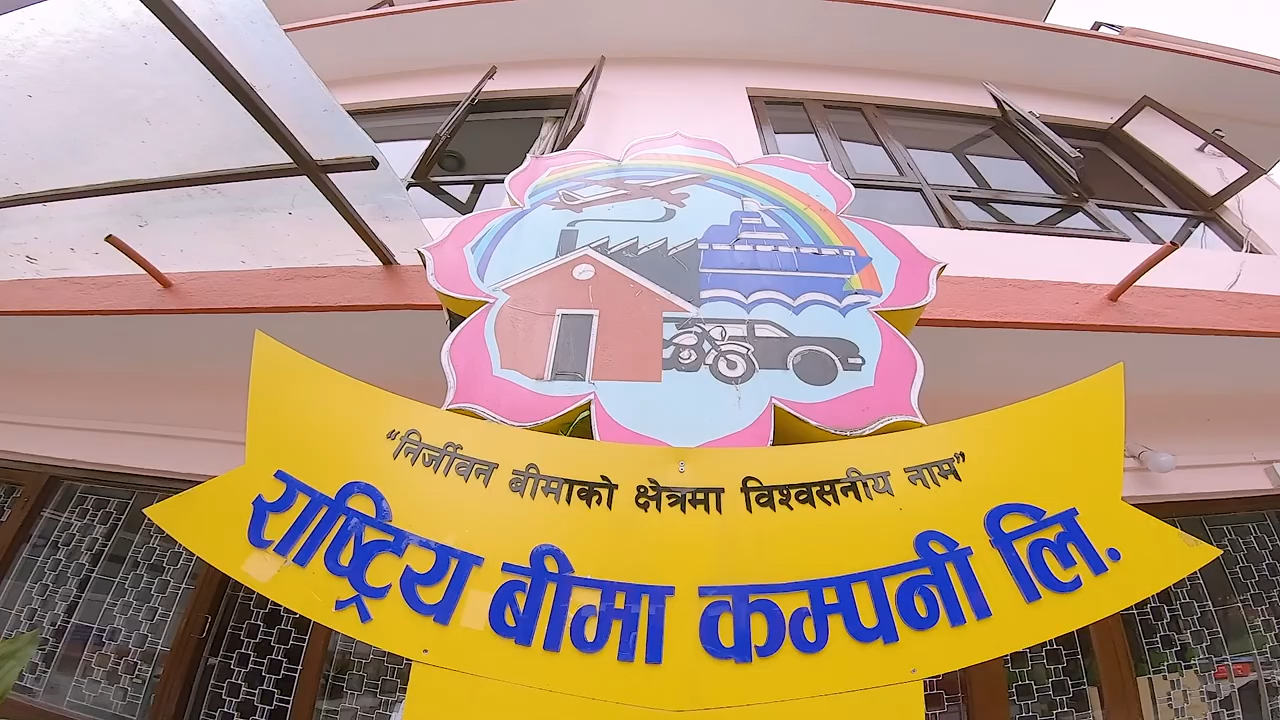 “निर्जीवन बीमाको क्षेत्रमा विश्वसनीय नाम”
राष्ट्रिय बीमा कम्पनी लि.